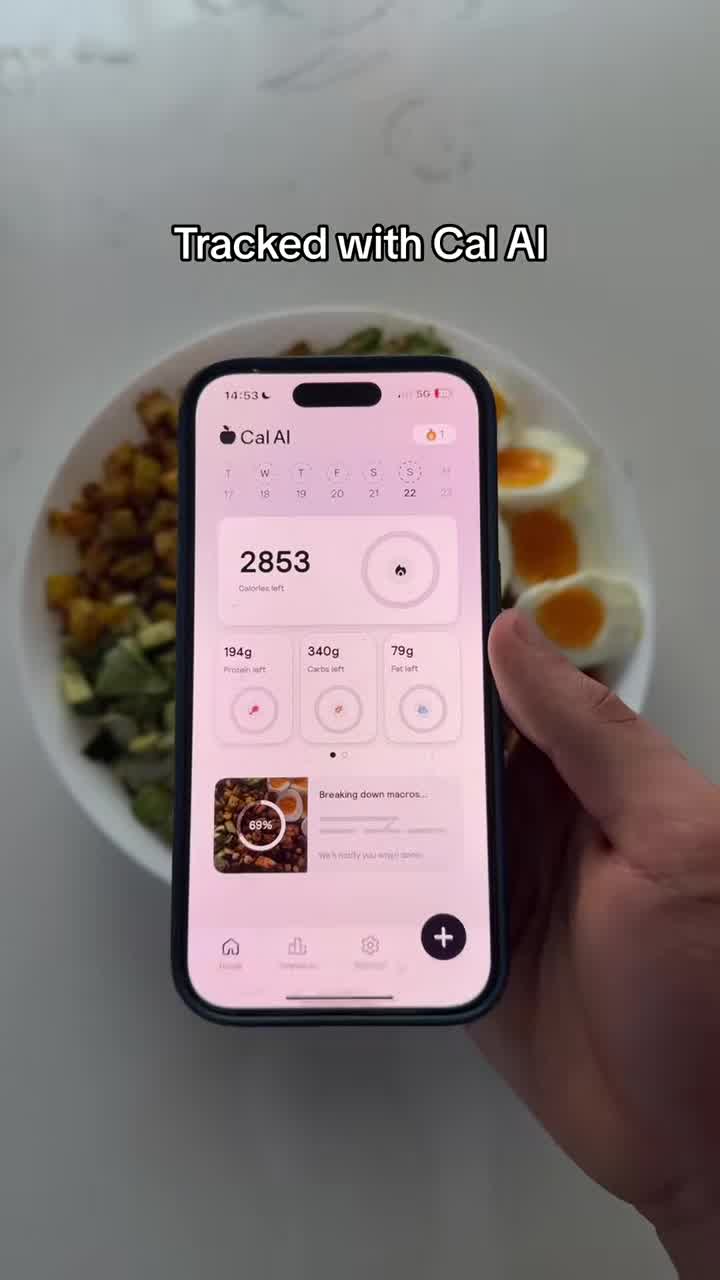 Tracked with Cal AI
14:53
5G
Cal AI
1
T W T F S S M
17 18 19 20 21 22 23
2853
Calories left
194g 340g 79g
Protein left Carbs left Fat left
69%
Breaking down macros...
We'll notify you when done
Home